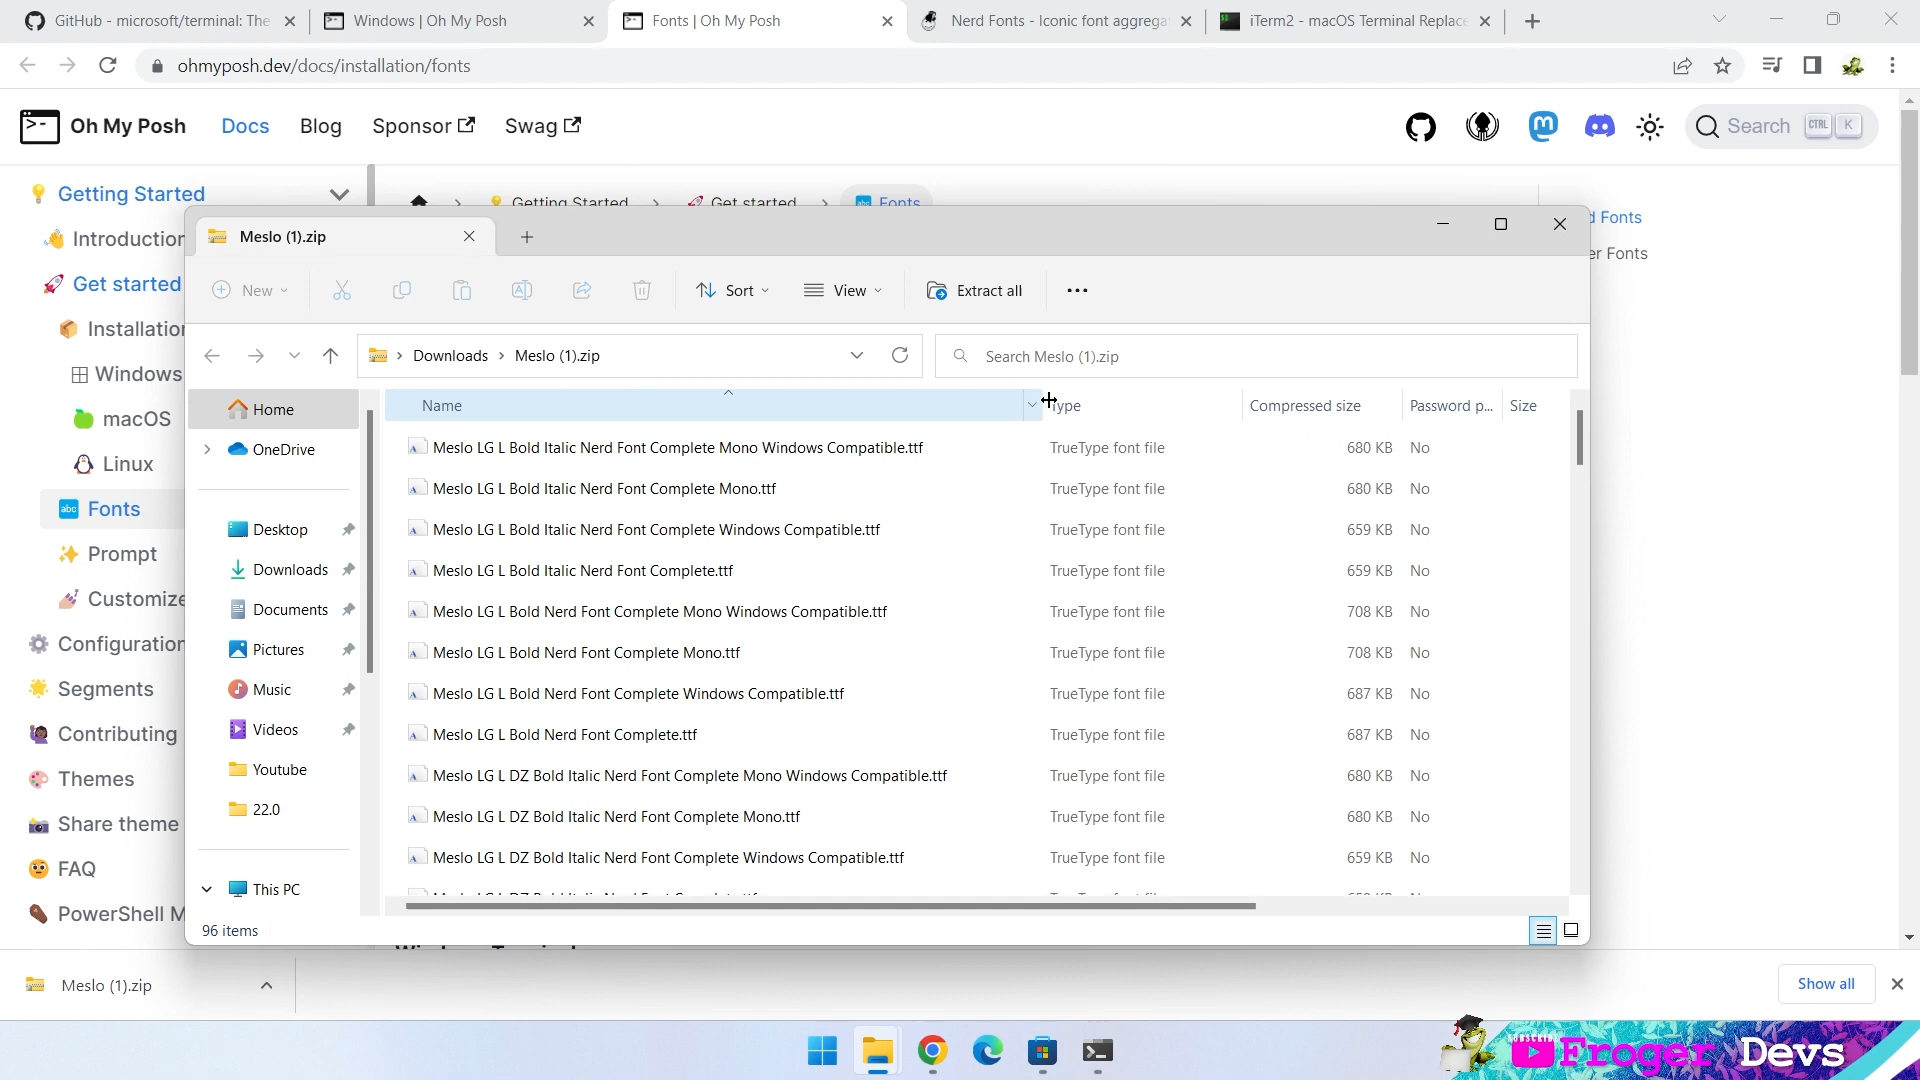 GitHub - microsoft/terminal: The
Windows | Oh My Posh
Fonts | Oh My Posh
Nerd Fonts - Iconic font aggrega
iTerm2 - macOS Terminal Replace
ohmyposh.dev/docs/installation/fonts
Oh My Posh
Docs
Blog
Sponsor
Swag
Search
CTRL
K
Getting Started
Getting Started
Get started
Fonts
Introduction
Get started
Installation
Windows
macOS
Linux
abc Fonts
Prompt
Customize
Configuration
Segments
Contributing
Themes
Share theme
FAQ
PowerShell M
d Fonts
er Fonts
Meslo (1).zip
New
Sort
View
Extract all
Downloads
Meslo (1).zip
Search Meslo (1).zip
Home
OneDrive
Desktop
Downloads
Documents
Pictures
Music
Videos
Youtube
22.0
This PC
Name Type Compressed size Password p... Size
Meslo LG L Bold Italic Nerd Font Complete Mono Windows Compatible.ttf TrueType font file 680 KB No
Meslo LG L Bold Italic Nerd Font Complete Mono.ttf TrueType font file 680 KB No
Meslo LG L Bold Italic Nerd Font Complete Windows Compatible.ttf TrueType font file 659 KB No
Meslo LG L Bold Italic Nerd Font Complete.ttf TrueType font file 659 KB No
Meslo LG L Bold Nerd Font Complete Mono Windows Compatible.ttf TrueType font file 708 KB No
Meslo LG L Bold Nerd Font Complete Mono.ttf TrueType font file 708 KB No
Meslo LG L Bold Nerd Font Complete Windows Compatible.ttf TrueType font file 687 KB No
Meslo LG L Bold Nerd Font Complete.ttf TrueType font file 687 KB No
Meslo LG L DZ Bold Italic Nerd Font Complete Mono Windows Compatible.ttf TrueType font file 680 KB No
Meslo LG L DZ Bold Italic Nerd Font Complete Mono.ttf TrueType font file 680 KB No
Meslo LG L DZ Bold Italic Nerd Font Complete Windows Compatible.ttf TrueType font file 659 KB No
96 items
Meslo (1).zip
Show all
SUBSCRIBE
Froger Devs